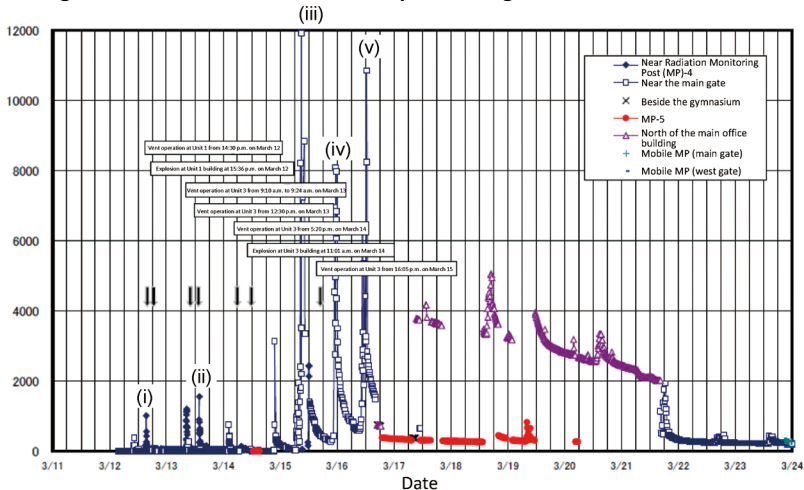 (iii)
12000
(v)
Near Radiation Monitoring
Post (MP)-4
Near the main gate
Beside the gymnasium
MP-5
North of the main office
building
Mobile MP (main gate)
Mobile MP (west gate)
10000
Vent operation at Unit 1 from 14:30 p.m. on March 12
(iv)
8000
Explosion at Unit 1 building at 15:36 p.m. on March 12
Vent operation at Unit 3 from 9:10 a.m. to 9:24 a.m. on March 13
Vent operation at Unit 3 from 12:30 p.m. on March 13
Vent operation at Unit 3 from 5:20 p.m. on March 14
6000
Explosion at Unit 3 building at 11:01 a.m. on March 14
Vent operation at Unit 3 from 16:05 p.m. on March 15
4000
2000
(i)
(ii)
0
3/11 3/12 3/13 3/14 3/15 3/16 3/17 3/18 3/19 3/20 3/21 3/22 3/23 3/24
Date